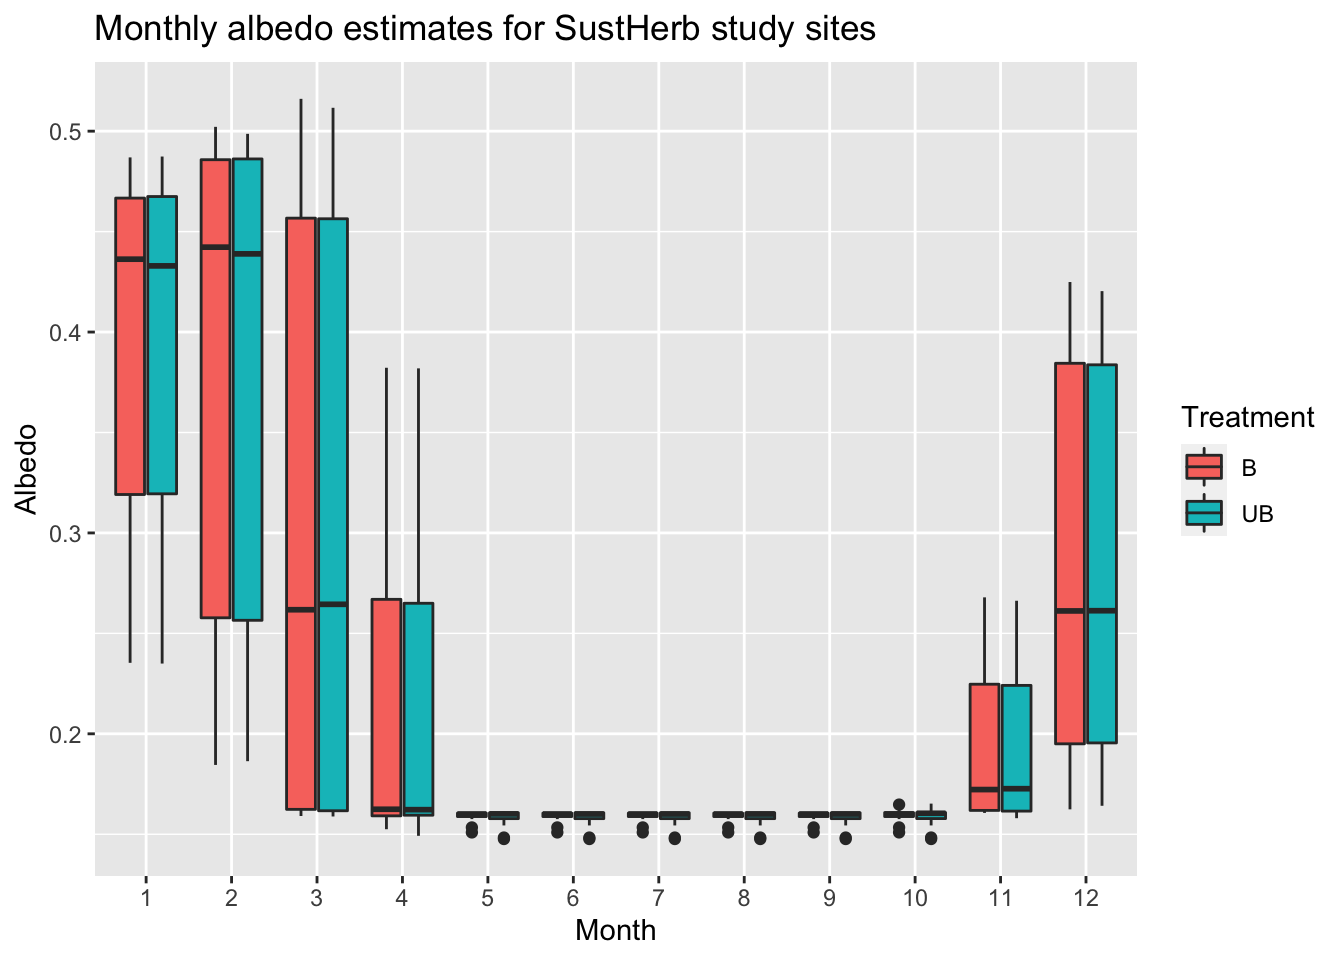 Monthly albedo estimates for SustHerb study sites
Albedo
0.5
0.4
0.3
0.2
1 2 3 4 5 6 7 8 9 10 11 12
Month
Treatment
B
UB